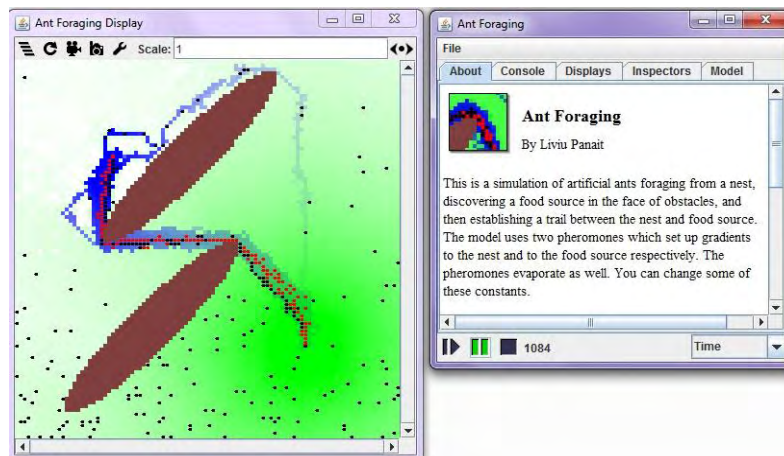 Ant Foraging Display
Scale: 1
Ant Foraging
File
About Console Displays Inspectors Model
Ant Foraging
By Liviu Panait
This is a simulation of artificial ants foraging from a nest,
discovering a food source in the face of obstacles, and
then establishing a trail between the nest and food source.
The model uses two pheromones which set up gradients
to the nest and to the food source respectively. The
pheromones evaporate as well. You can change some of
these constants.
1084
Time